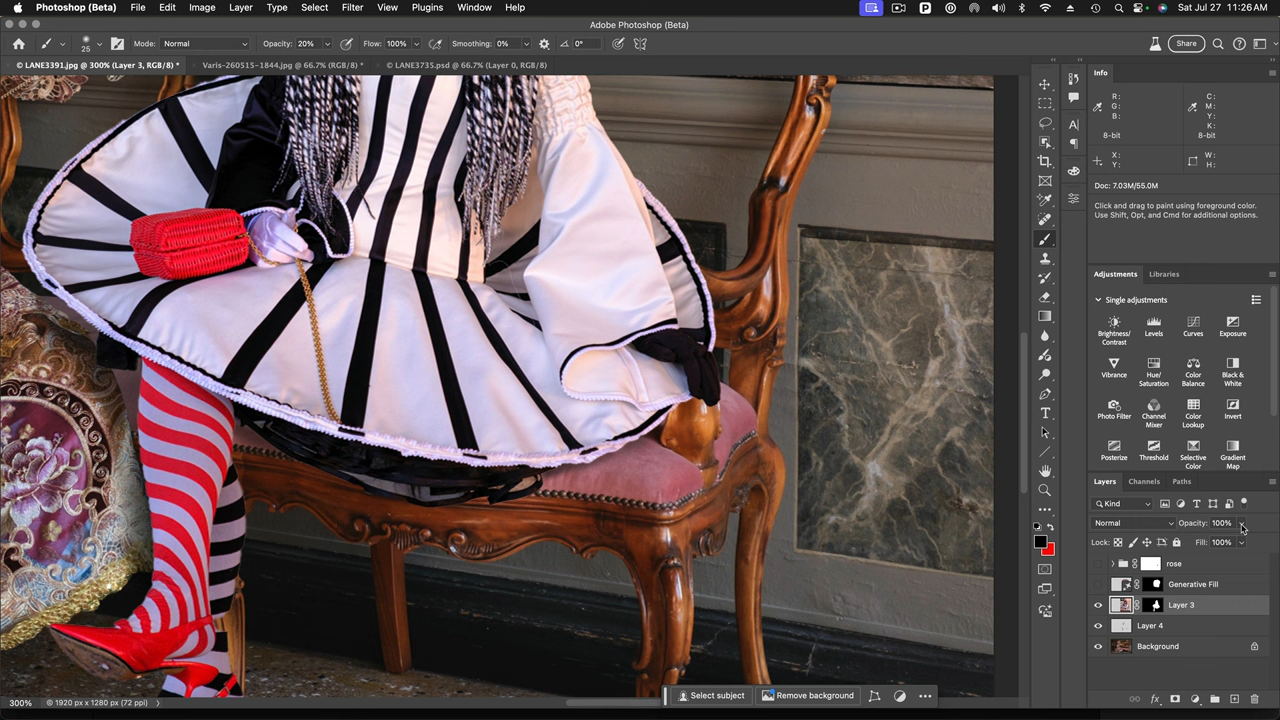 Photoshop (Beta) File Edit Image Layer Type Select Filter View Plugins Window Help Sat Jul 27 11:26 AM
Adobe Photoshop (Beta)
25 Mode: Normal Opacity: 20% Flow: 100% Smoothing: 0% 0° Share
© LANE3391.jpg @ 300% (Layer 3, RGB/8) * Varis-260515-1844.jpg @ 66.7% (RGB/8) * © LANE3735.psd @ 66.7% (Layer 0, RGB/8)
Info
R: C:
G: M:
B: Y:
K:
8-bit 8-bit
X: W:
Y: H:
Doc: 7.03M/55.0M
Click and drag to paint using foreground color.
Use Shift, Opt, and Cmd for additional options.
Adjustments Libraries
Single adjustments
Brightness/
Contrast Levels Curves Exposure
Vibrance Hue/
Saturation Color
Balance Black &
White
Photo Filter Channel
Mixer Color
Lookup Invert
Posterize Threshold Selective
Color Gradient
Map
Layers Channels Paths
Kind
Normal Opacity: 100%
Lock: Fill: 100%
rose
Generative Fill
Layer 3
Layer 4
Background
Select subject Remove background
300% © 1920 px x 1280 px (72 ppi)